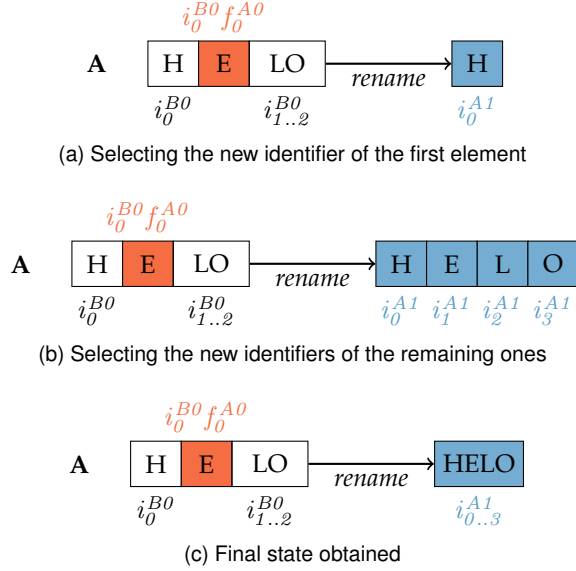 i_0^{B0} f_0^{A0}
A H E LO rename H
i_0^{B0} i_{1..2}^{B0} i_0^{A1}
(a) Selecting the new identifier of the first element
i_0^{B0} f_0^{A0}
A H E LO rename H E L O
i_0^{B0} i_{1..2}^{B0} i_0^{A1} i_1^{A1} i_2^{A1} i_3^{A1}
(b) Selecting the new identifiers of the remaining ones
i_0^{B0} f_0^{A0}
A H E LO rename HELO
i_0^{B0} i_{1..2}^{B0} i_{0..3}^{A1}
(c) Final state obtained